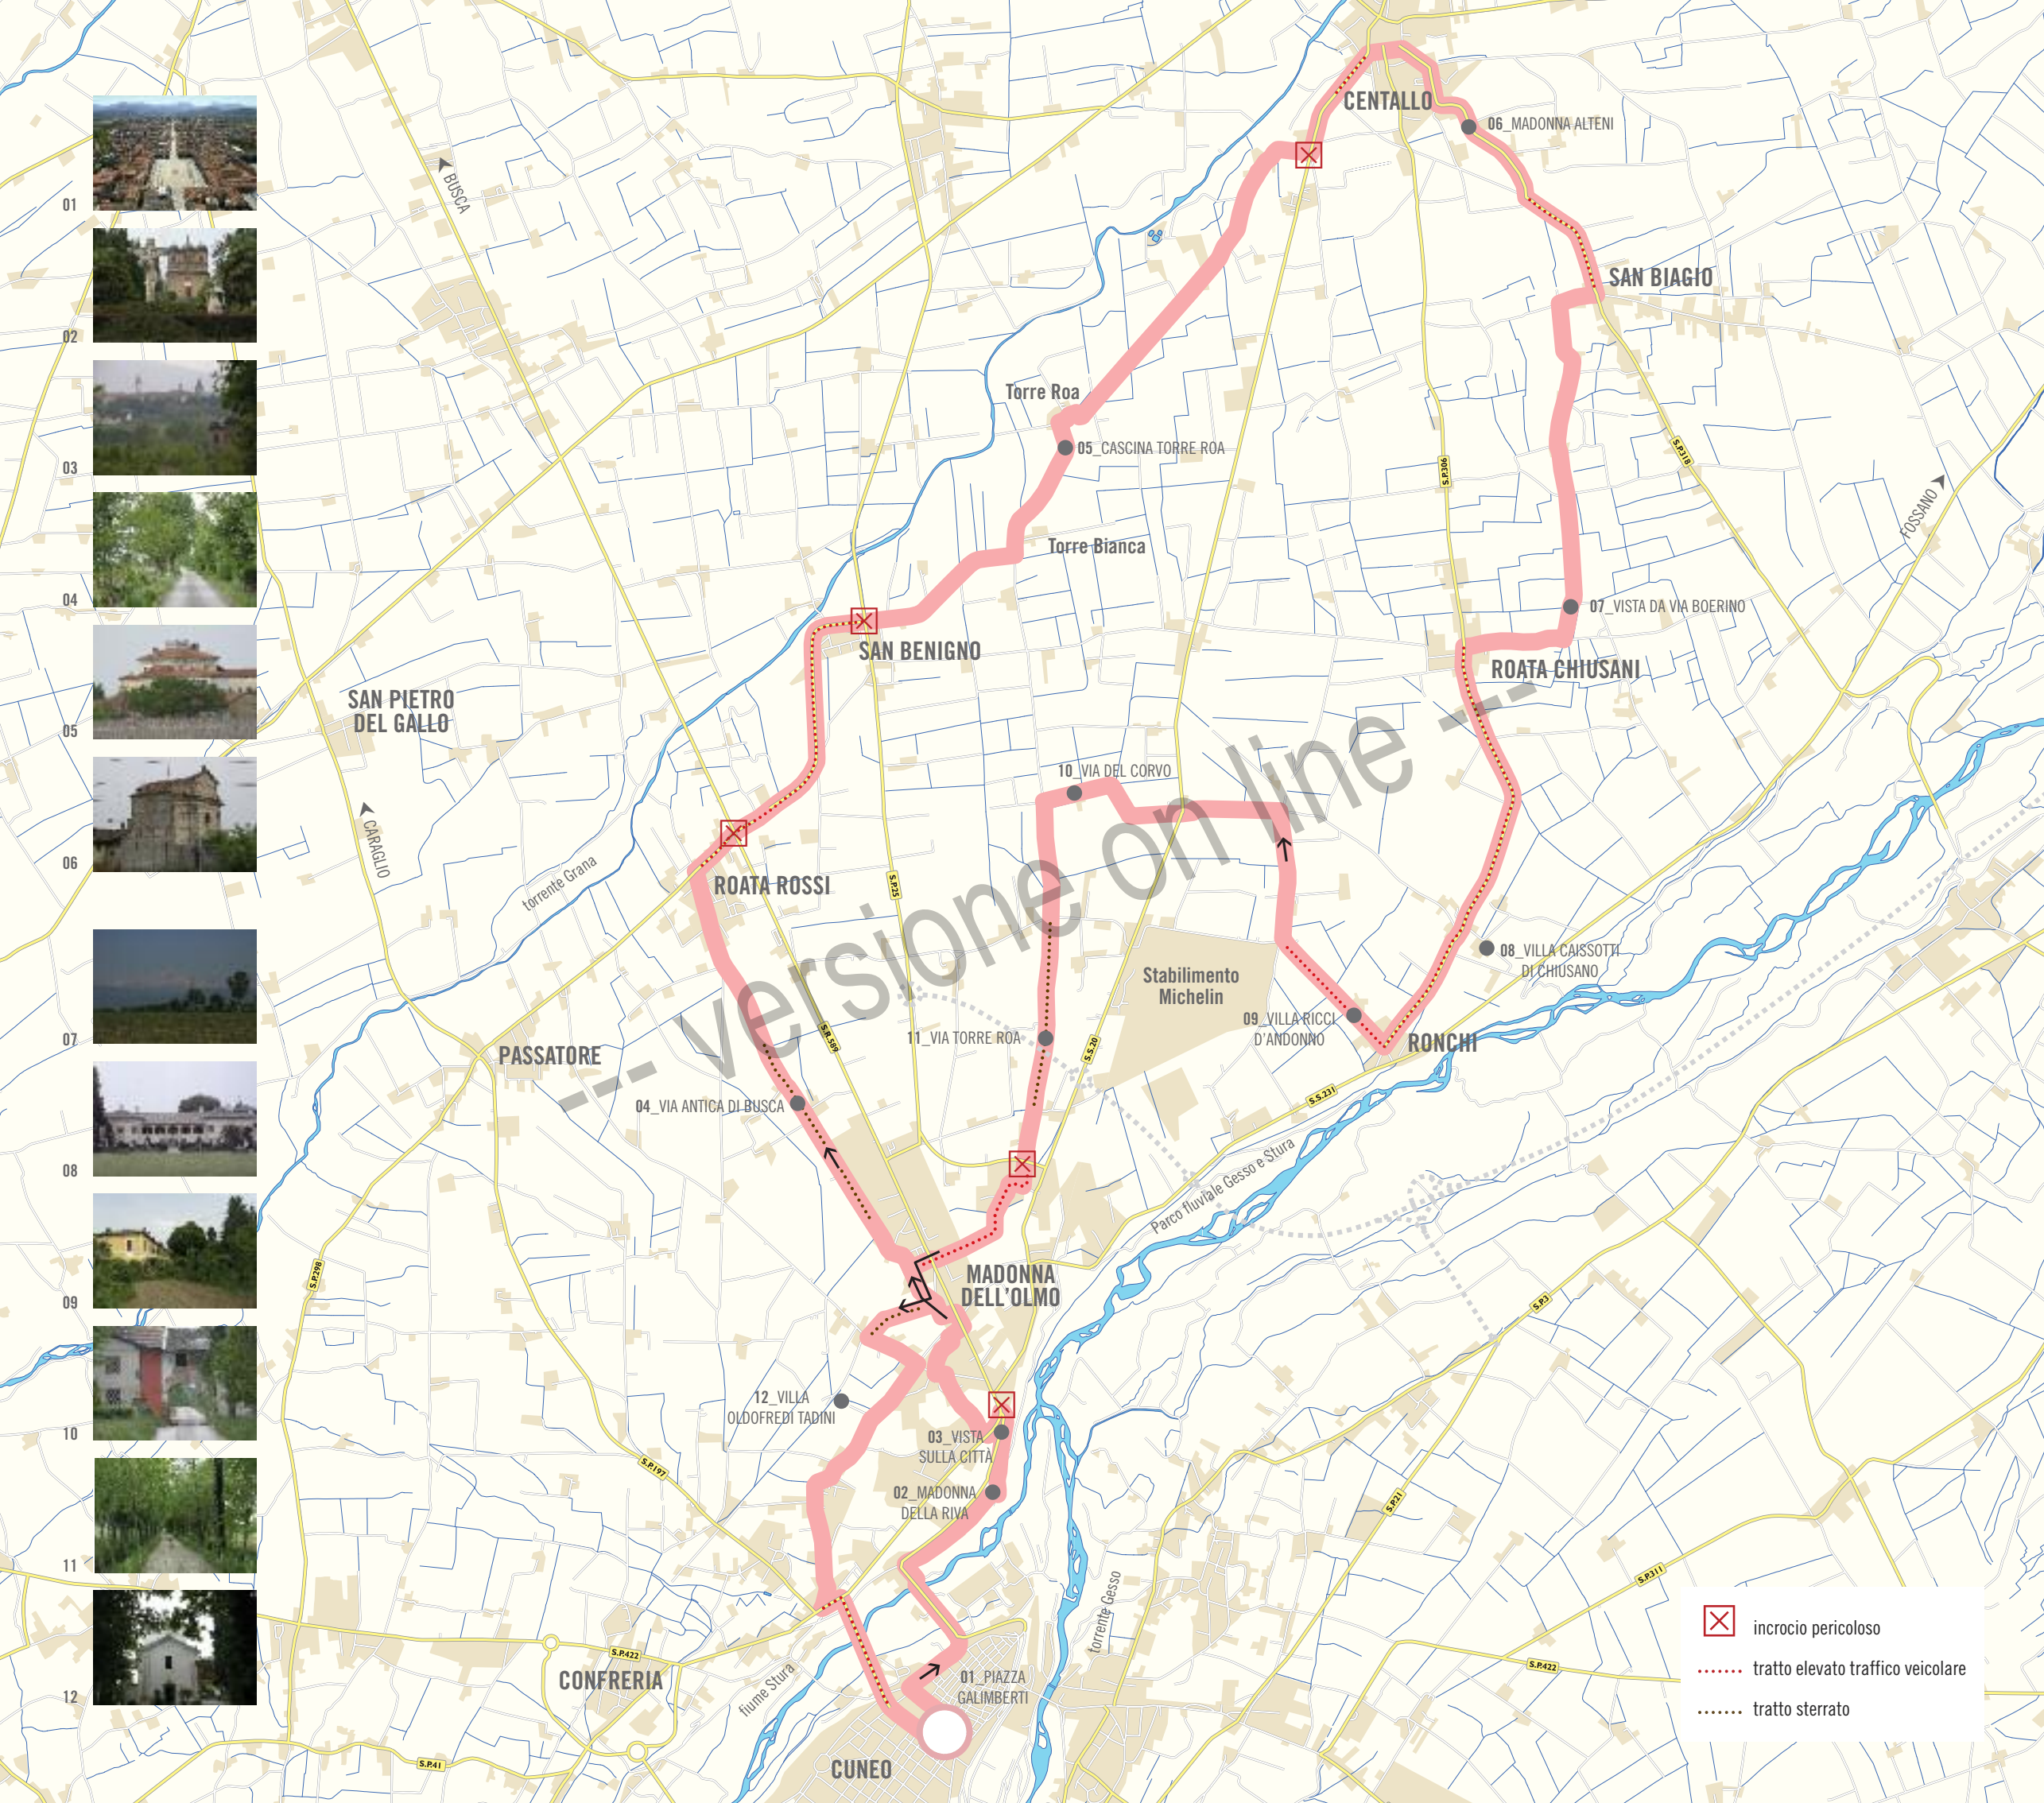 01
02
03
04
05
06
07
08
09
10
11
12
BUSCA
CENTALLO
06_MADONNA ALTENI
SAN BIAGIO
Torre Roa
05_CASCINA TORRE ROA
S.P.306
S.P.318
FOSSANO
Torre Bianca
07_VISTA DA VIA BOERINO
SAN BENIGNO
ROATA CHIUSANI
SAN PIETRO
DEL GALLO
CARAGLIO
10_VIA DEL CORVO
torrente Grana
ROATA ROSSI
S.P.25
-- versione on line --
08_VILLA CAISSOTTI
DI CHIUSANO
Stabilimento
Michelin
09_VILLA RICCI
D'ANDONNO
RONCHI
11_VIA TORRE ROA
S.R.589
S.S.20
PASSATORE
S.S.231
04_VIA ANTICA DI BUSCA
Parco fluviale Gesso e Stura
S.P.298
MADONNA
DELL'OLMO
S.P.3
12_VILLA
OLDOFREDI TADINI
03_VISTA
SULLA CITTÀ
S.P.197
02_MADONNA
DELLA RIVA
S.P.21
S.P.311
torrente Gesso
S.P.422
CONFRERIA
fiume Stura
01_PIAZZA
GALIMBERTI
S.P.422
S.P.41
CUNEO
incrocio pericoloso
tratto elevato traffico veicolare
tratto sterrato